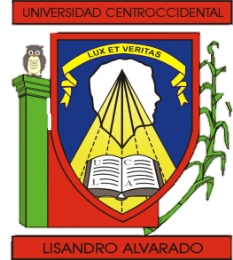 UNIVERSIDAD CENTROCCIDENTAL
LUX ET VERITAS
U C
L A
LISANDRO ALVARADO